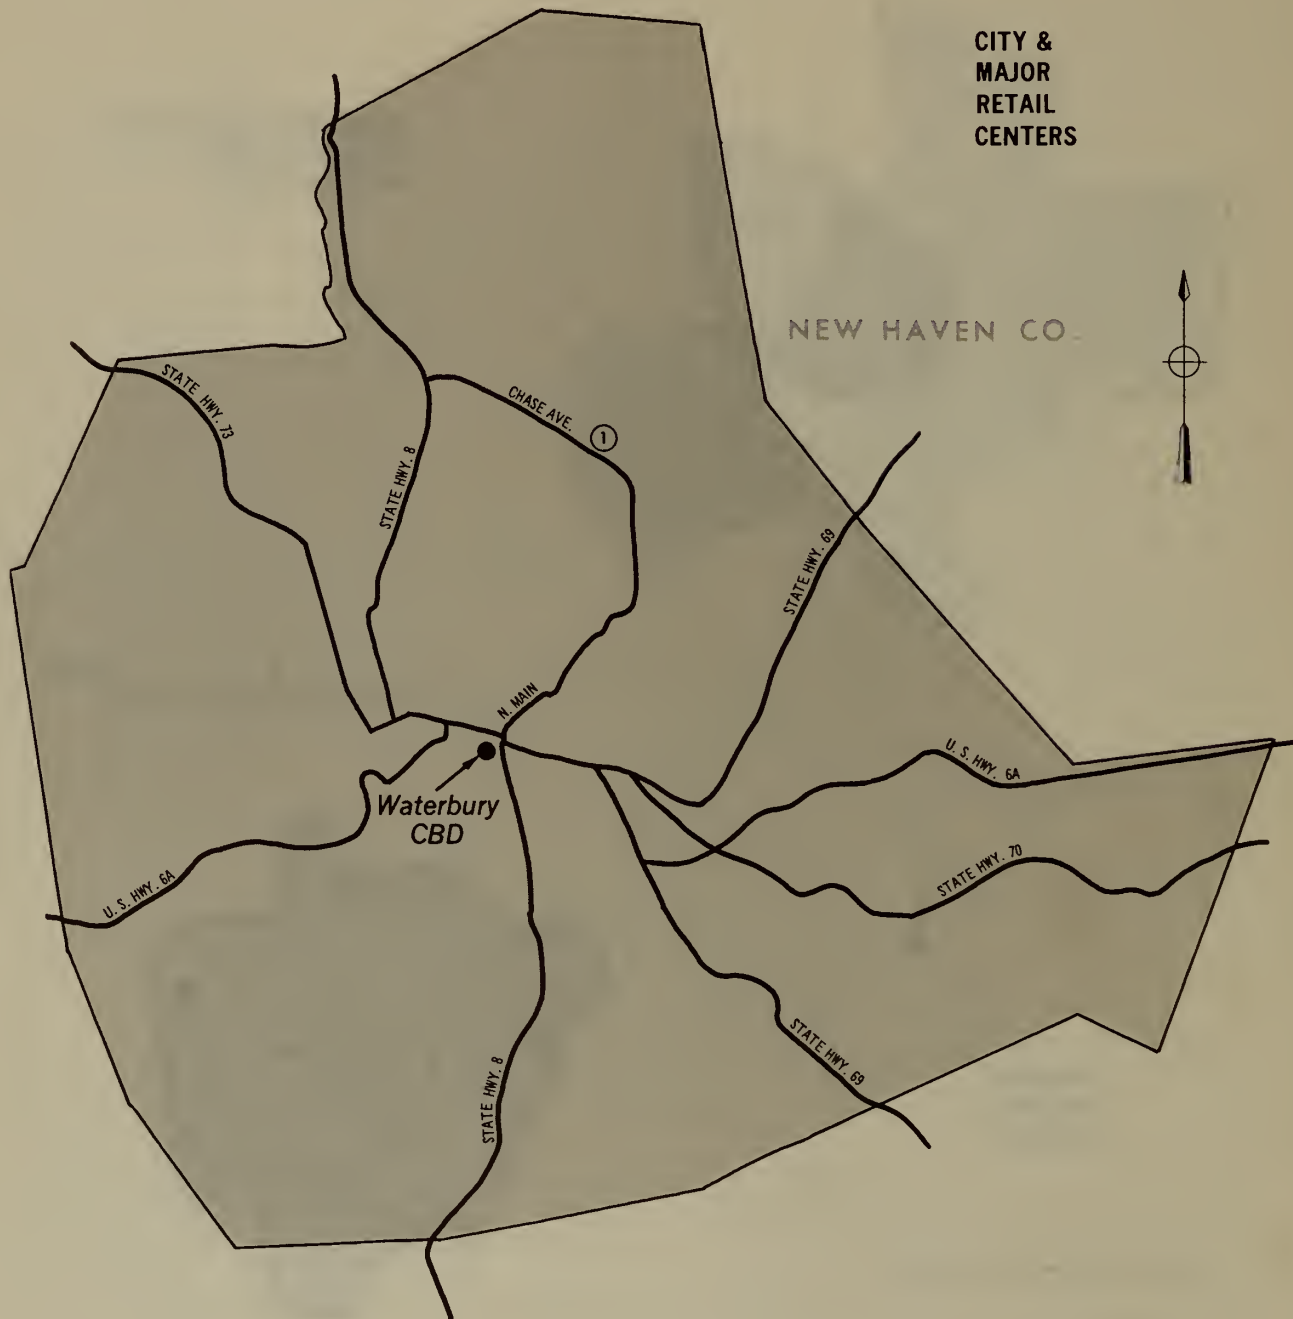 CITY &
MAJOR
RETAIL
CENTERS
NEW HAVEN CO.
STATE HWY. 73
CHASE AVE.
1
STATE HWY. 8
STATE HWY. 69
N. MAIN
U. S. HWY. 6A
Waterbury
CBD
STATE HWY. 70
U. S. HWY. 6A
STATE HWY. 69
STATE HWY. 8